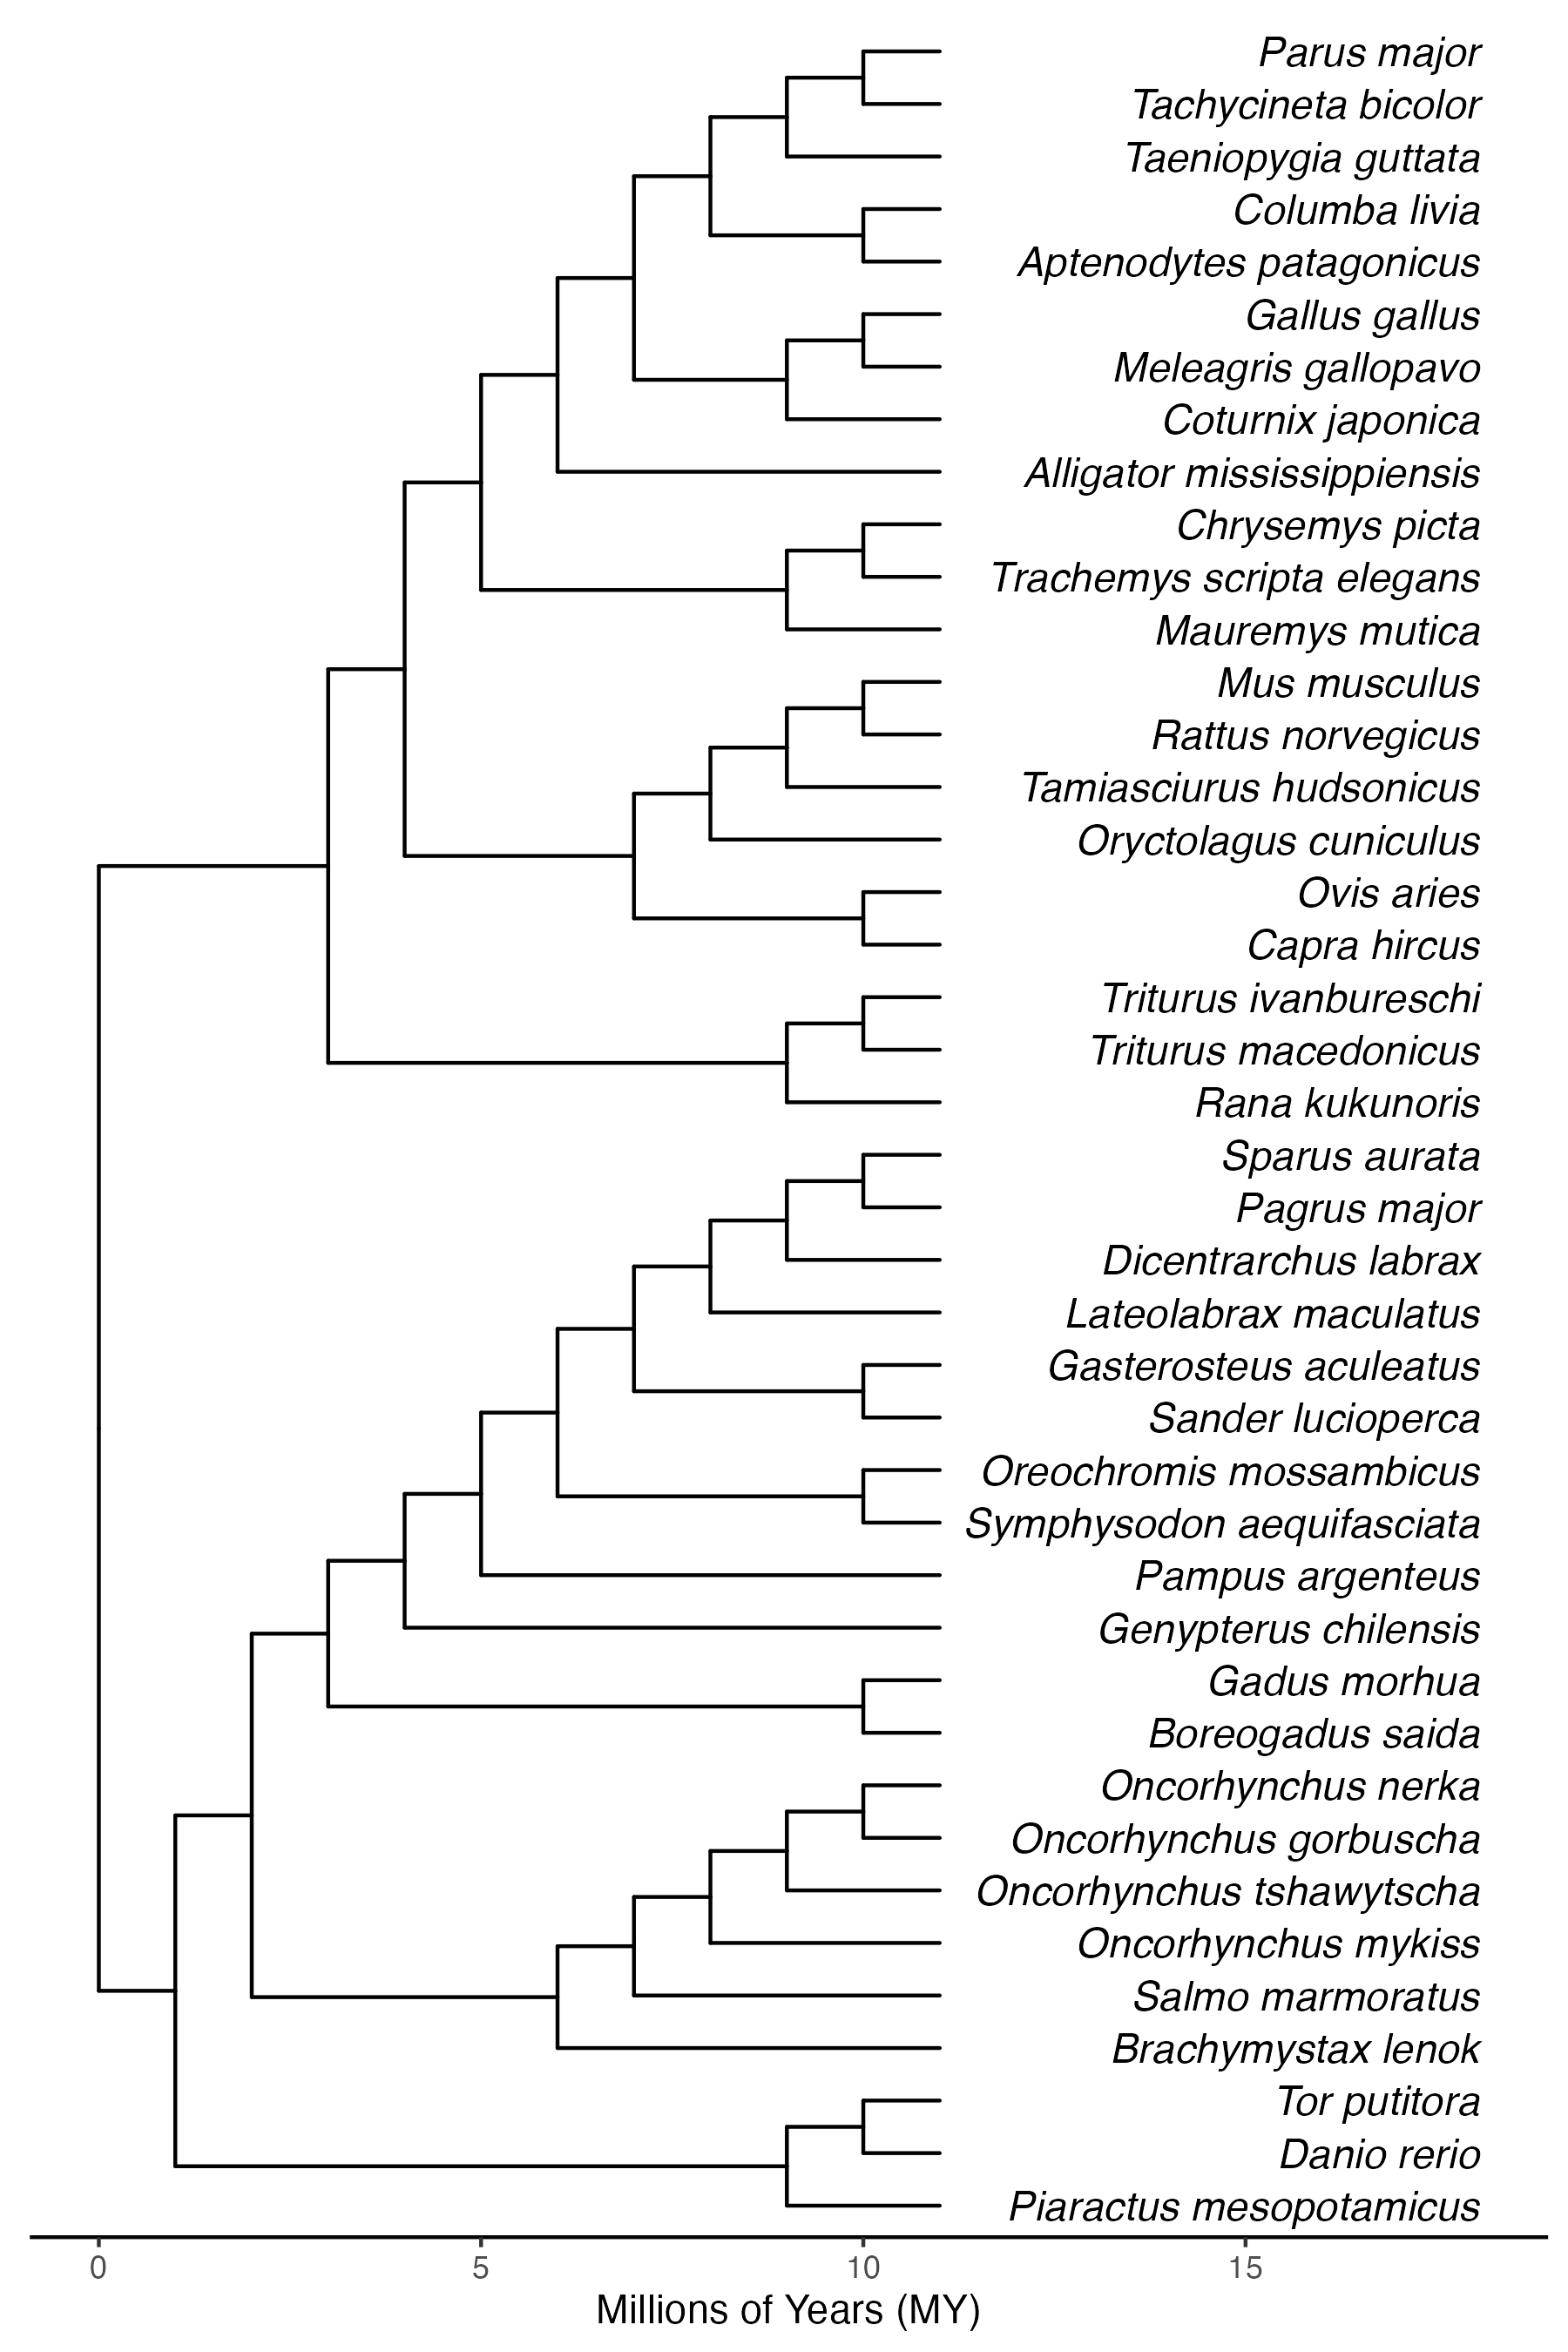 Parus major
Tachycineta bicolor
Taeniopygia guttata
Columba livia
Aptenodytes patagonicus
Gallus gallus
Meleagris gallopavo
Coturnix japonica
Alligator mississippiensis
Chrysemys picta
Trachemys scripta elegans
Mauremys mutica
Mus musculus
Rattus norvegicus
Tamiasciurus hudsonicus
Oryctolagus cuniculus
Ovis aries
Capra hircus
Triturus ivanbureschi
Triturus macedonicus
Rana kukunoris
Sparus aurata
Pagrus major
Dicentrarchus labrax
Lateolabrax maculatus
Gasterosteus aculeatus
Sander lucioperca
Oreochromis mossambicus
Symphysodon aequifasciata
Pampus argenteus
Genypterus chilensis
Gadus morhua
Boreogadus saida
Oncorhynchus nerka
Oncorhynchus gorbuscha
Oncorhynchus tshawytscha
Oncorhynchus mykiss
Salmo marmoratus
Brachymystax lenok
Tor putitora
Danio rerio
Piaractus mesopotamicus
0 5 10 15
Millions of Years (MY)